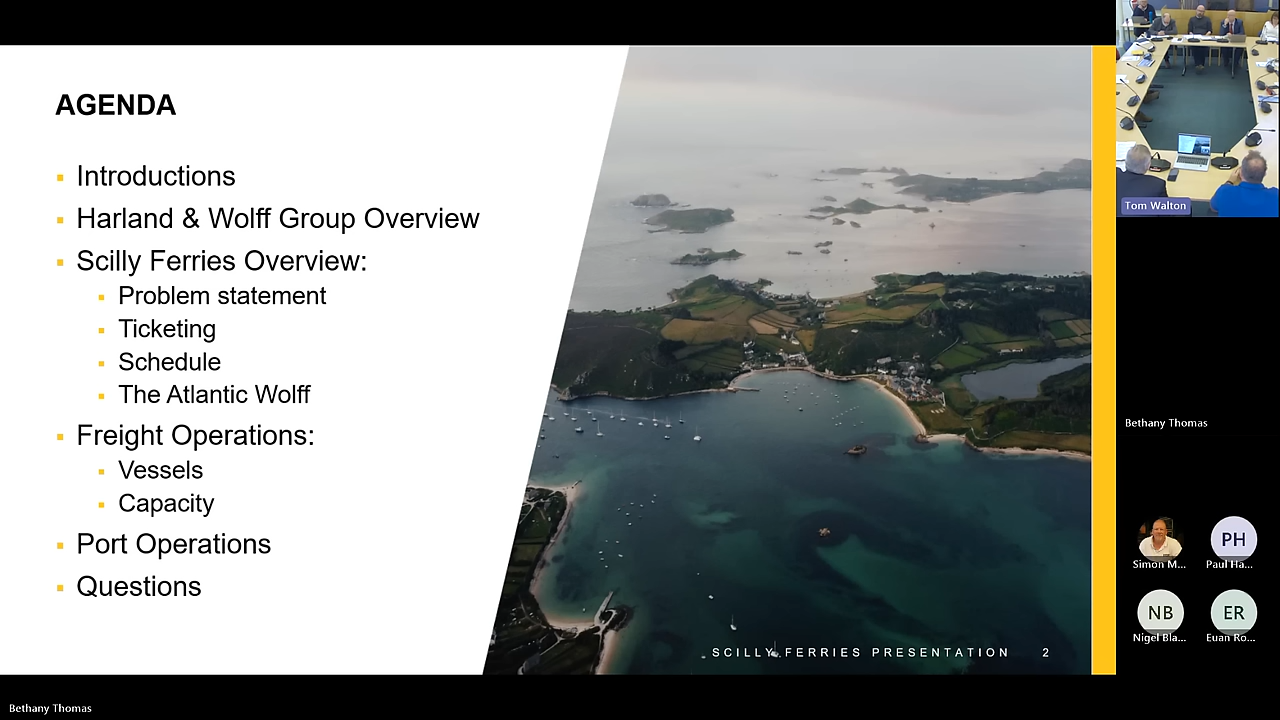 AGENDA
Introductions
Harland & Wolff Group Overview
Scilly Ferries Overview:
Problem statement
Ticketing
Schedule
The Atlantic Wolff
Freight Operations:
Vessels
Capacity
Port Operations
Questions
SCILLY FERRIES PRESENTATION 2
Tom Walton
Bethany Thomas
Simon M...
PH
Paul Ha...
NB
Nigel Bla...
ER
Euan Ro...
Bethany Thomas